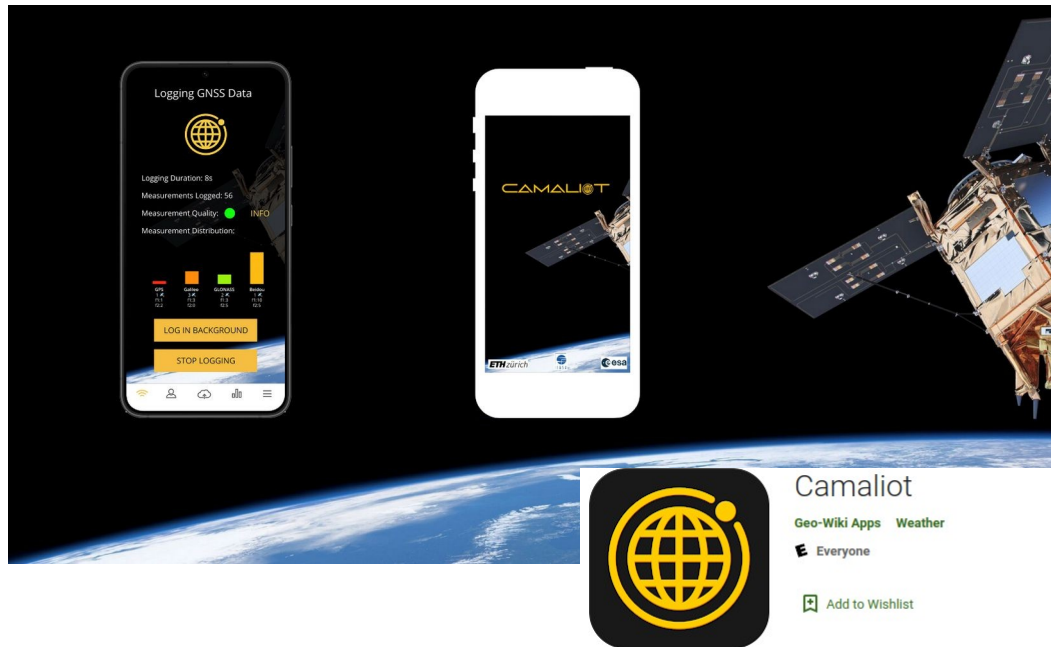 Logging GNSS Data
Logging Duration: 8s
Measurements Logged: 56
Measurement Quality: INFO
Measurement Distribution:
GPS Galileo GLONASS Beidou
LOG IN BACKGROUND
STOP LOGGING
CAMALIOT
ETH zürich
esa
Camaliot
Geo-Wiki Apps Weather
E Everyone
Add to Wishlist